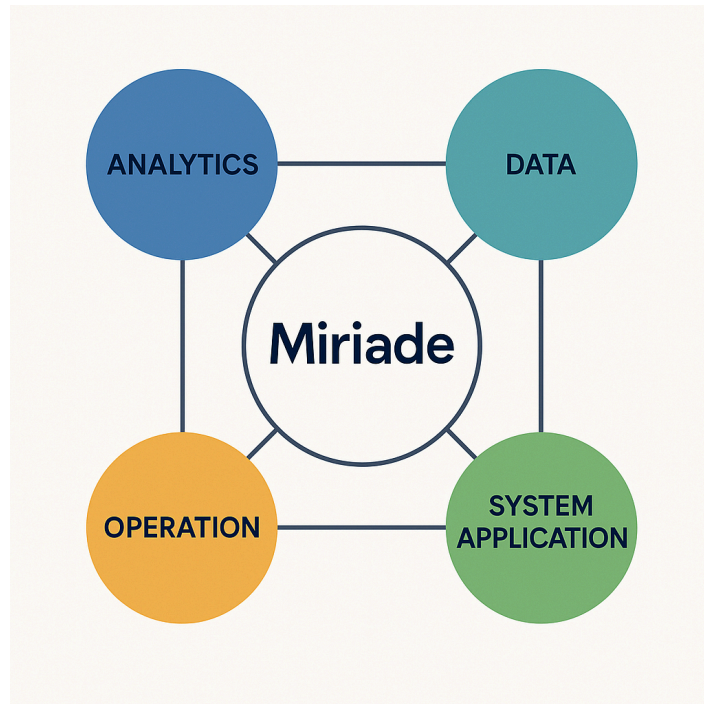 ANALYTICS
DATA
Miriade
OPERATION
SYSTEM
APPLICATION